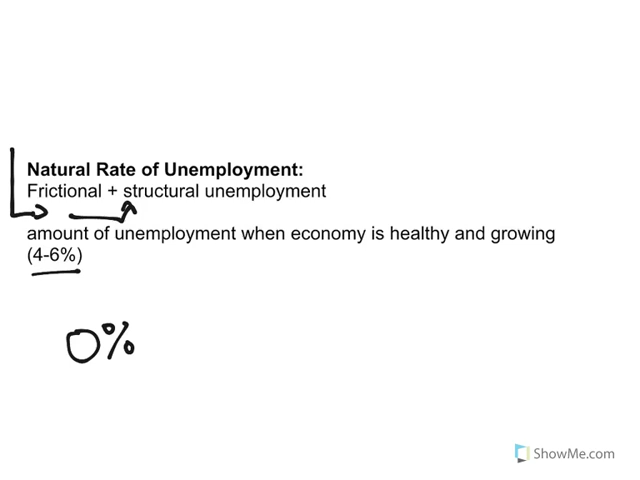 Natural Rate of Unemployment:
Frictional + structural unemployment
amount of unemployment when economy is healthy and growing
(4-6%)
0%
ShowMe.com